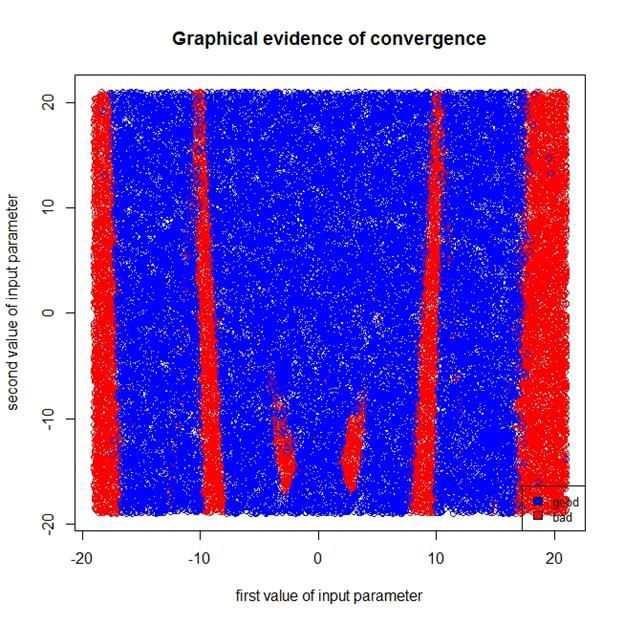 Graphical evidence of convergence
second value of input parameter
20
10
0
-10
-20
good
bad
-20
-10
0
10
20
first value of input parameter